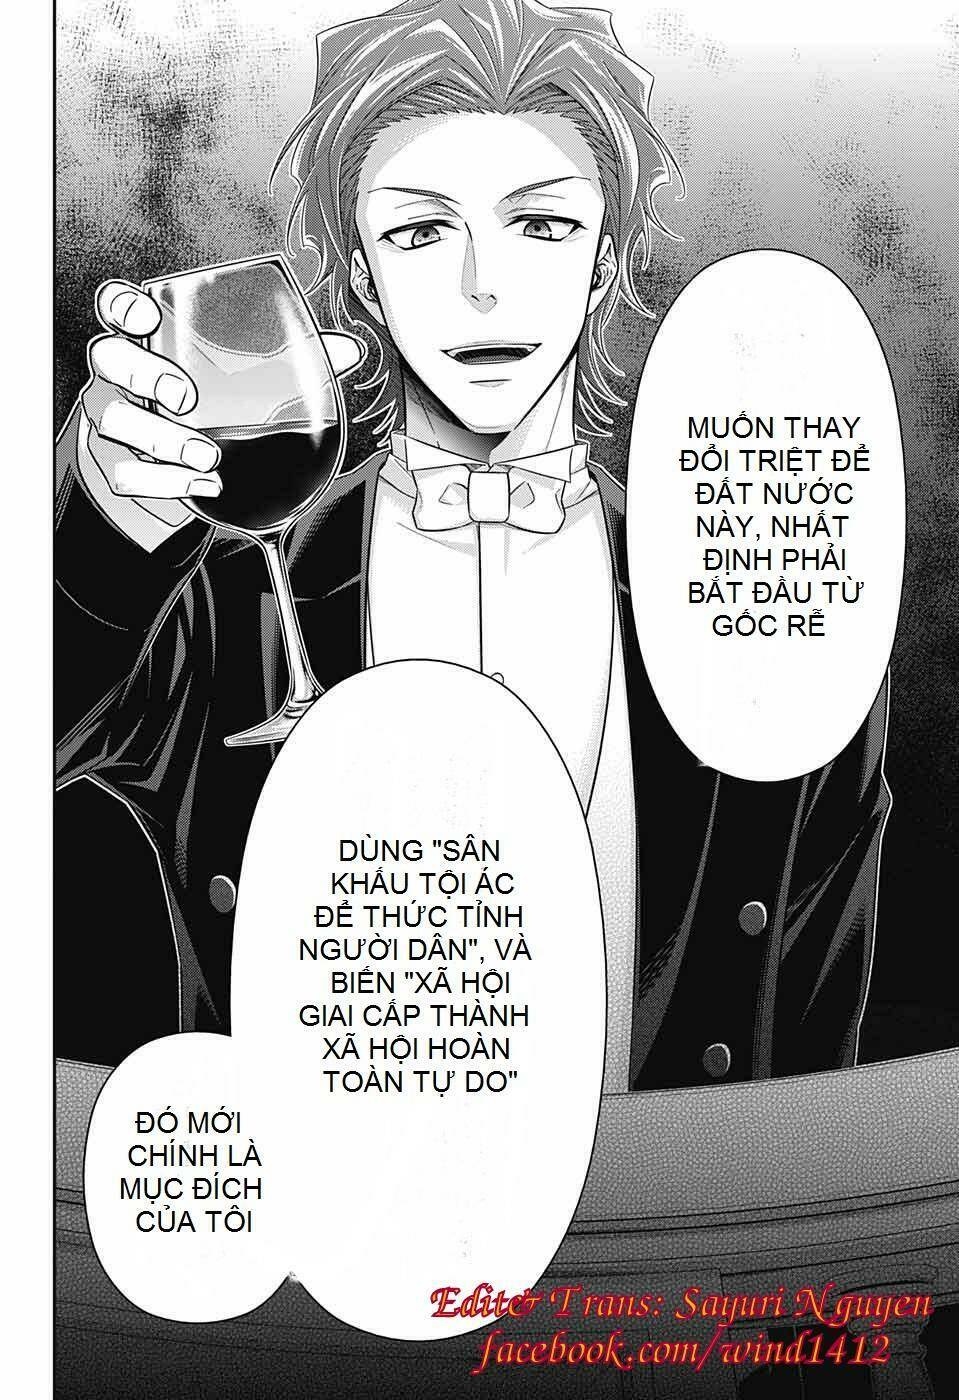 MUỐN THAY
ĐỔI TRIỆT ĐỂ
ĐẤT NƯỚC
NÀY, NHẤT
ĐỊNH PHẢI
BẮT ĐẦU TỪ
GỐC RỄ
DÙNG "SÂN
KHẤU TỘI ÁC
ĐỂ THỨC TỈNH
NGƯỜI DÂN", VÀ
BIẾN "XÃ HỘI
GIAI CẤP THÀNH
XÃ HỘI HOÀN
TOÀN TỰ DO"
ĐÓ MỚI
CHÍNH LÀ
MỤC ĐÍCH
CỦA TÔI
Edit& Trans: Sayuri Nguyen
facebook.com/wind1412